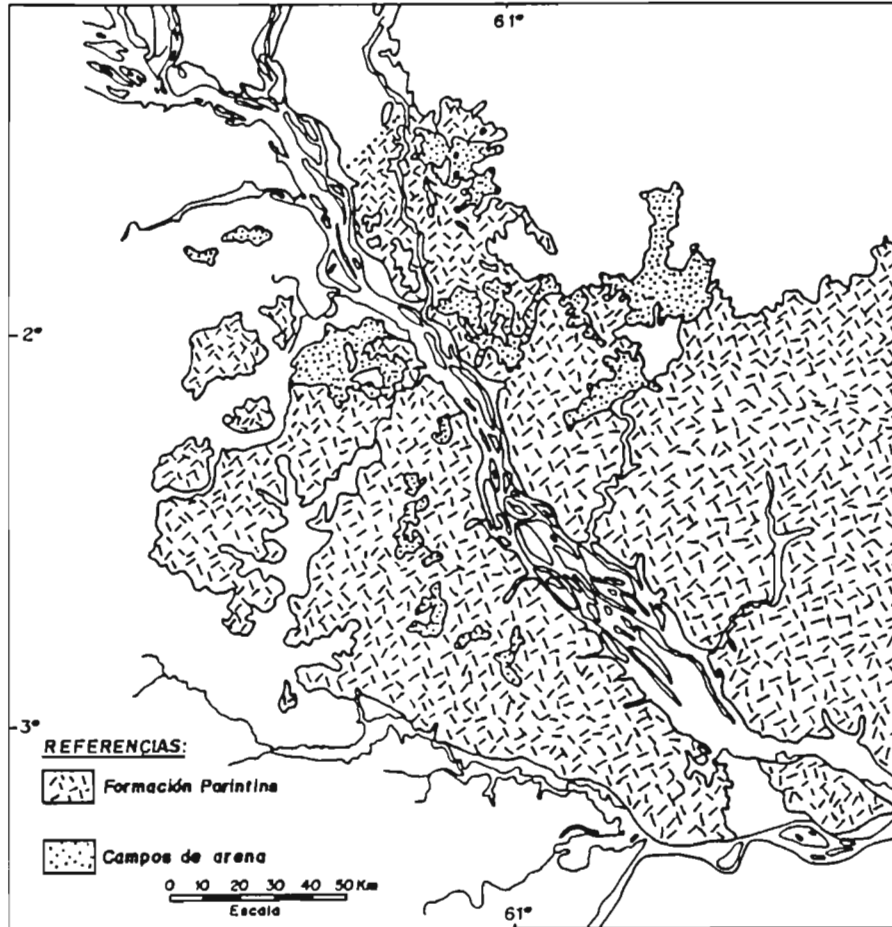 61°
2°
3°
REFERENCIAS:
Formación Parintins
Campos de arena
0 10 20 30 40 50 Km
Escala
61°